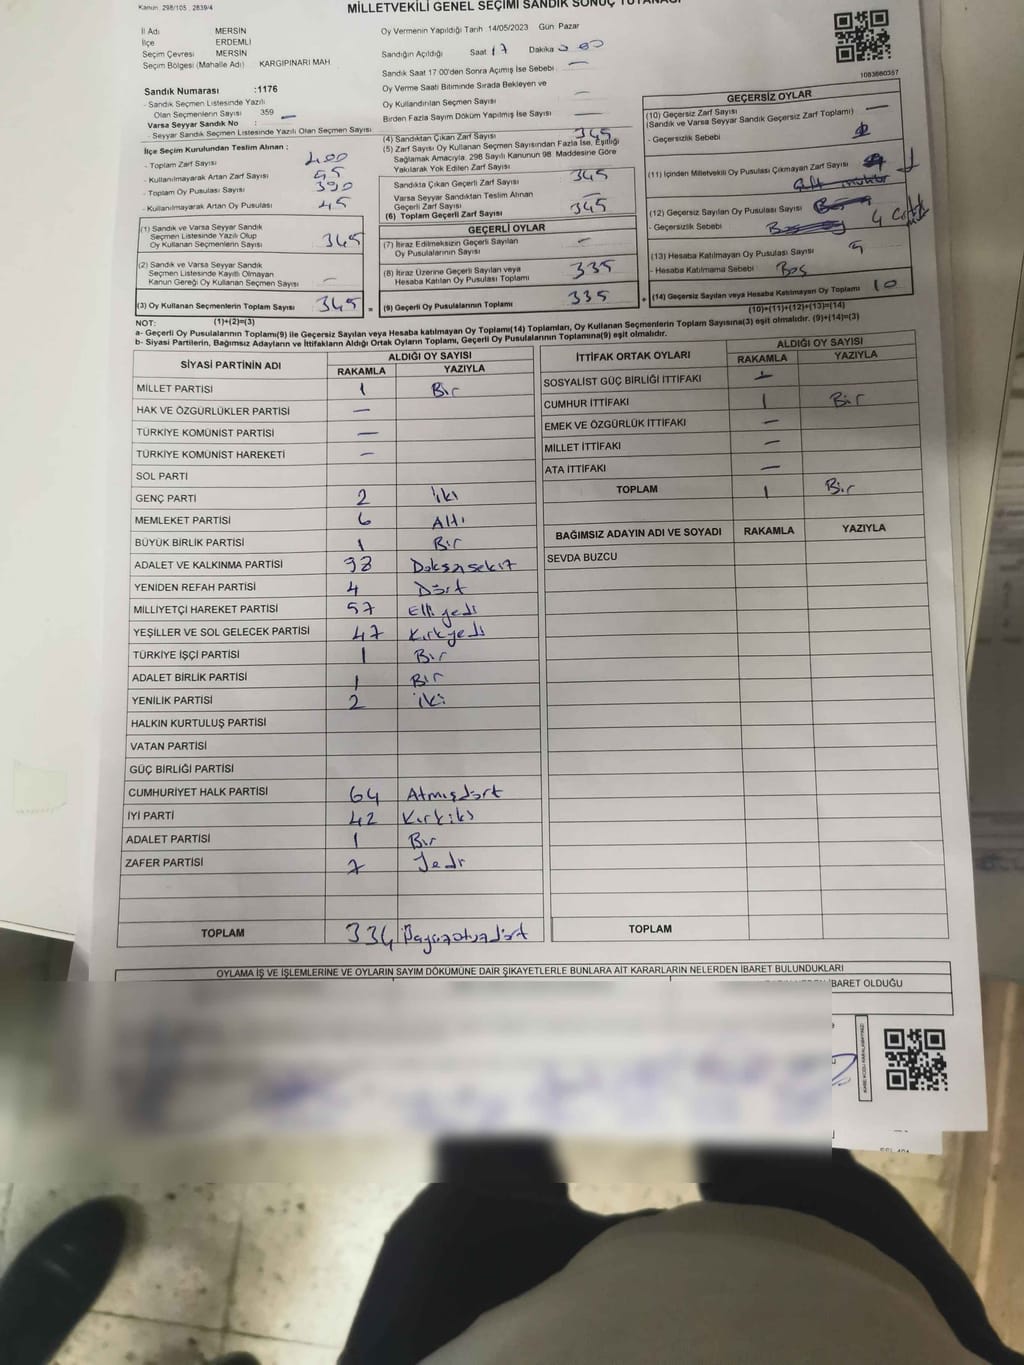 Kanun 298/105 , 2839/4
MİLLETVEKİLİ GENEL SEÇİMİ SANDIK SONUÇ TUTANAĞI
İl Adı MERSİN
İlçe ERDEMLİ
Seçim Çevresi MERSİN
Seçim Bölgesi (Mahalle Adı) KARGIPINARI MAH.
Oy Vermenin Yapıldığı Tarih 14/05/2023 Gün Pazar
Sandığın Açıldığı Saat 17 Dakika 00
Sandık Saat 17:00'den Sonra Açımış İse Sebebi —
Oy Verme Saati Bitiminde Sırada Bekleyen ve
Oy Kullandırılan Seçmen Sayısı —
Birden Fazla Sayım Döküm Yapılmış İse Sayısı —
1083660357
Sandık Numarası :1176
- Sandık Seçmen Listesinde Yazılı
Olan Seçmenlerin Sayısı 359
Varsa Seyyar Sandık No : —
- Seyyar Sandık Seçmen Listesinde Yazılı Olan Seçmen Sayısı
İlçe Seçim Kurulundan Teslim Alınan :
- Toplam Zarf Sayısı 400
- Kullanılmayarak Artan Zarf Sayısı 55
- Toplam Oy Pusulası Sayısı 390
- Kullanılmayarak Artan Oy Pusulası 45
(1) Sandık ve Varsa Seyyar Sandık
Seçmen Listesinde Yazılı Olup
Oy Kullanan Seçmenlerin Sayısı 345
(2) Sandık ve Varsa Seyyar Sandık
Seçmen Listesinde Kayıtlı Olmayan
Kanun Gereği Oy Kullanan Seçmen Sayısı —
(3) Oy Kullanan Seçmenlerin Toplam Sayısı 345
(1)+(2)=(3)
(4) Sandıktan Çıkan Zarf Sayısı 345
(5) Zarf Sayısı Oy Kullanan Seçmen Sayısından Fazla İse, Eşitliği
Sağlamak Amacıyla, 298 Sayılı Kanunun 98. Maddesine Göre
Yakılarak Yok Edilen Zarf Sayısı
Sandıkta Çıkan Geçerli Zarf Sayısı 345
Varsa Seyyar Sandıktan Teslim Alınan
Geçerli Zarf Sayısı
(6) Toplam Geçerli Zarf Sayısı 345
GEÇERLİ OYLAR
(7) İtiraz Edilmeksizin Geçerli Sayılan
Oy Pusulalarının Sayısı —
(8) İtiraz Üzerine Geçerli Sayılan veya
Hesaba Katılan Oy Pusulası Toplamı 335
= (9) Geçerli Oy Pusulalarının Toplamı 335
GEÇERSİZ OYLAR
(10) Geçersiz Zarf Sayısı —
(Sandık ve Varsa Seyyar Sandık Geçersiz Zarf Toplamı)
- Geçersizlik Sebebi
(11) İçinden Milletvekili Oy Pusulası Çıkmayan Zarf Sayısı
(12) Geçersiz Sayılan Oy Pusulası Sayısı
- Geçersizlik Sebebi
(13) Hesaba Katılmayan Oy Pusulası Sayısı
- Hesaba Katılmama Sebebi Boş
+ (14) Geçersiz Sayılan veya Hesaba Katılmayan Oy Toplamı 10
(10)+(11)+(12)+(13)=(14)
NOT:
a- Geçerli Oy Pusulalarının Toplamı(9) ile Geçersiz Sayılan veya Hesaba katılmayan Oy Toplamı(14) Toplamları, Oy Kullanan Seçmenlerin Toplam Sayısına(3) eşit olmalıdır. (9)+(14)=(3)
b- Siyasi Partilerin, Bağımsız Adayların ve İttifakların Aldığı Ortak Oyların Toplamı, Geçerli Oy Pusulalarının Toplamına(9) eşit olmalıdır.
SİYASİ PARTİNİN ADI ALDIĞI OY SAYISI
RAKAMLA YAZIYLA
MİLLET PARTİSİ 1 Bir
HAK VE ÖZGÜRLÜKLER PARTİSİ —
TÜRKİYE KOMÜNİST PARTİSİ —
TÜRKİYE KOMÜNİST HAREKETİ —
SOL PARTİ
GENÇ PARTİ 2 iki
MEMLEKET PARTİSİ 6 Altı
BÜYÜK BİRLİK PARTİSİ 1 Bir
ADALET VE KALKINMA PARTİSİ 98 Doksansekiz
YENİDEN REFAH PARTİSİ 4 Dört
MİLLİYETÇİ HAREKET PARTİSİ 57 Elli yedi
YEŞİLLER VE SOL GELECEK PARTİSİ 47 Kırkyedi
TÜRKİYE İŞÇİ PARTİSİ 1 Bir
ADALET BİRLİK PARTİSİ 1 Bir
YENİLİK PARTİSİ 2 iki
HALKIN KURTULUŞ PARTİSİ
VATAN PARTİSİ
GÜÇ BİRLİĞİ PARTİSİ
CUMHURİYET HALK PARTİSİ 64 Atmışdört
İYİ PARTİ 42 Kırkiki
ADALET PARTİSİ 1 Bir
ZAFER PARTİSİ 7 Yedi
TOPLAM 334
İTTİFAK ORTAK OYLARI ALDIĞI OY SAYISI
RAKAMLA YAZIYLA
SOSYALİST GÜÇ BİRLİĞİ İTTİFAKI —
CUMHUR İTTİFAKI 1 Bir
EMEK VE ÖZGÜRLÜK İTTİFAKI —
MİLLET İTTİFAKI —
ATA İTTİFAKI —
TOPLAM 1 Bir
BAĞIMSIZ ADAYIN ADI VE SOYADI RAKAMLA YAZIYLA
SEVDA BUZCU
TOPLAM
OYLAMA İŞ VE İŞLEMLERİNE VE OYLARIN SAYIM DÖKÜMÜNE DAİR ŞİKAYETLERLE BUNLARA AİT KARARLARIN NELERDEN İBARET BULUNDUKLARI
İBARET OLDUĞU